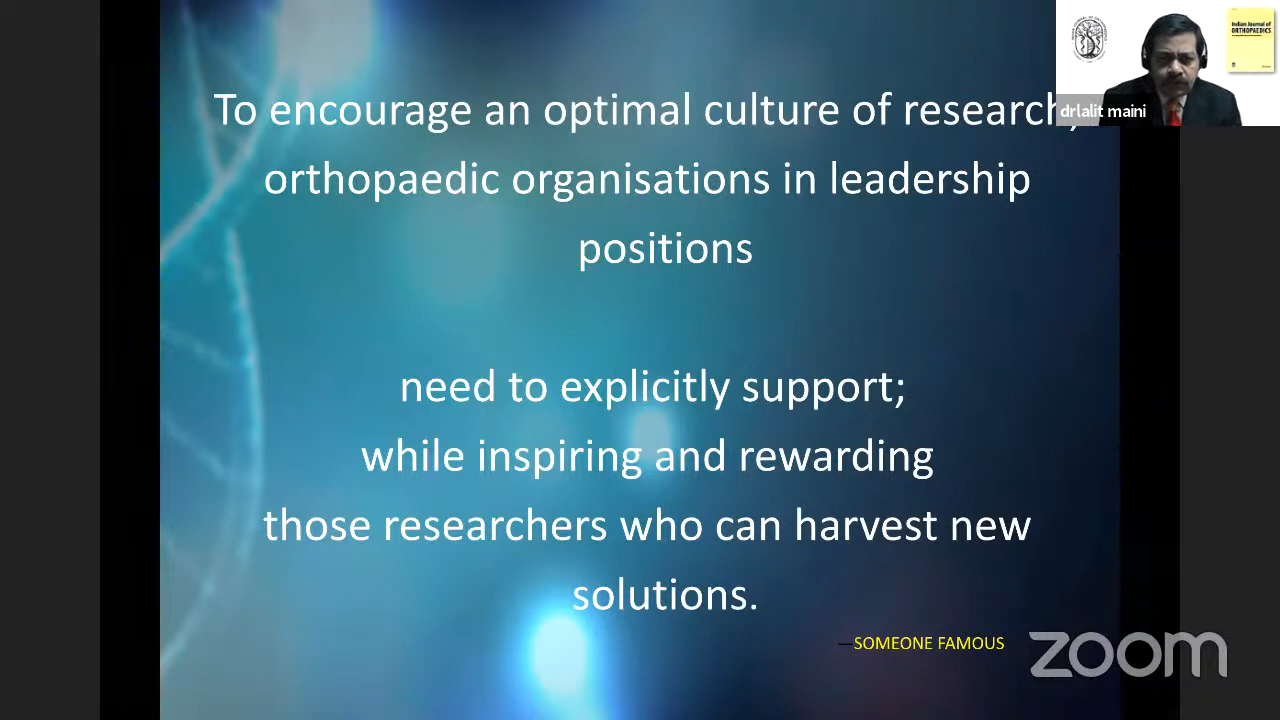 To encourage an optimal culture of research,
orthopaedic organisations in leadership
positions
need to explicitly support;
while inspiring and rewarding
those researchers who can harvest new
solutions.
—SOMEONE FAMOUS
zoom
drlalit maini
Indian Journal of
ORTHOPAEDICS